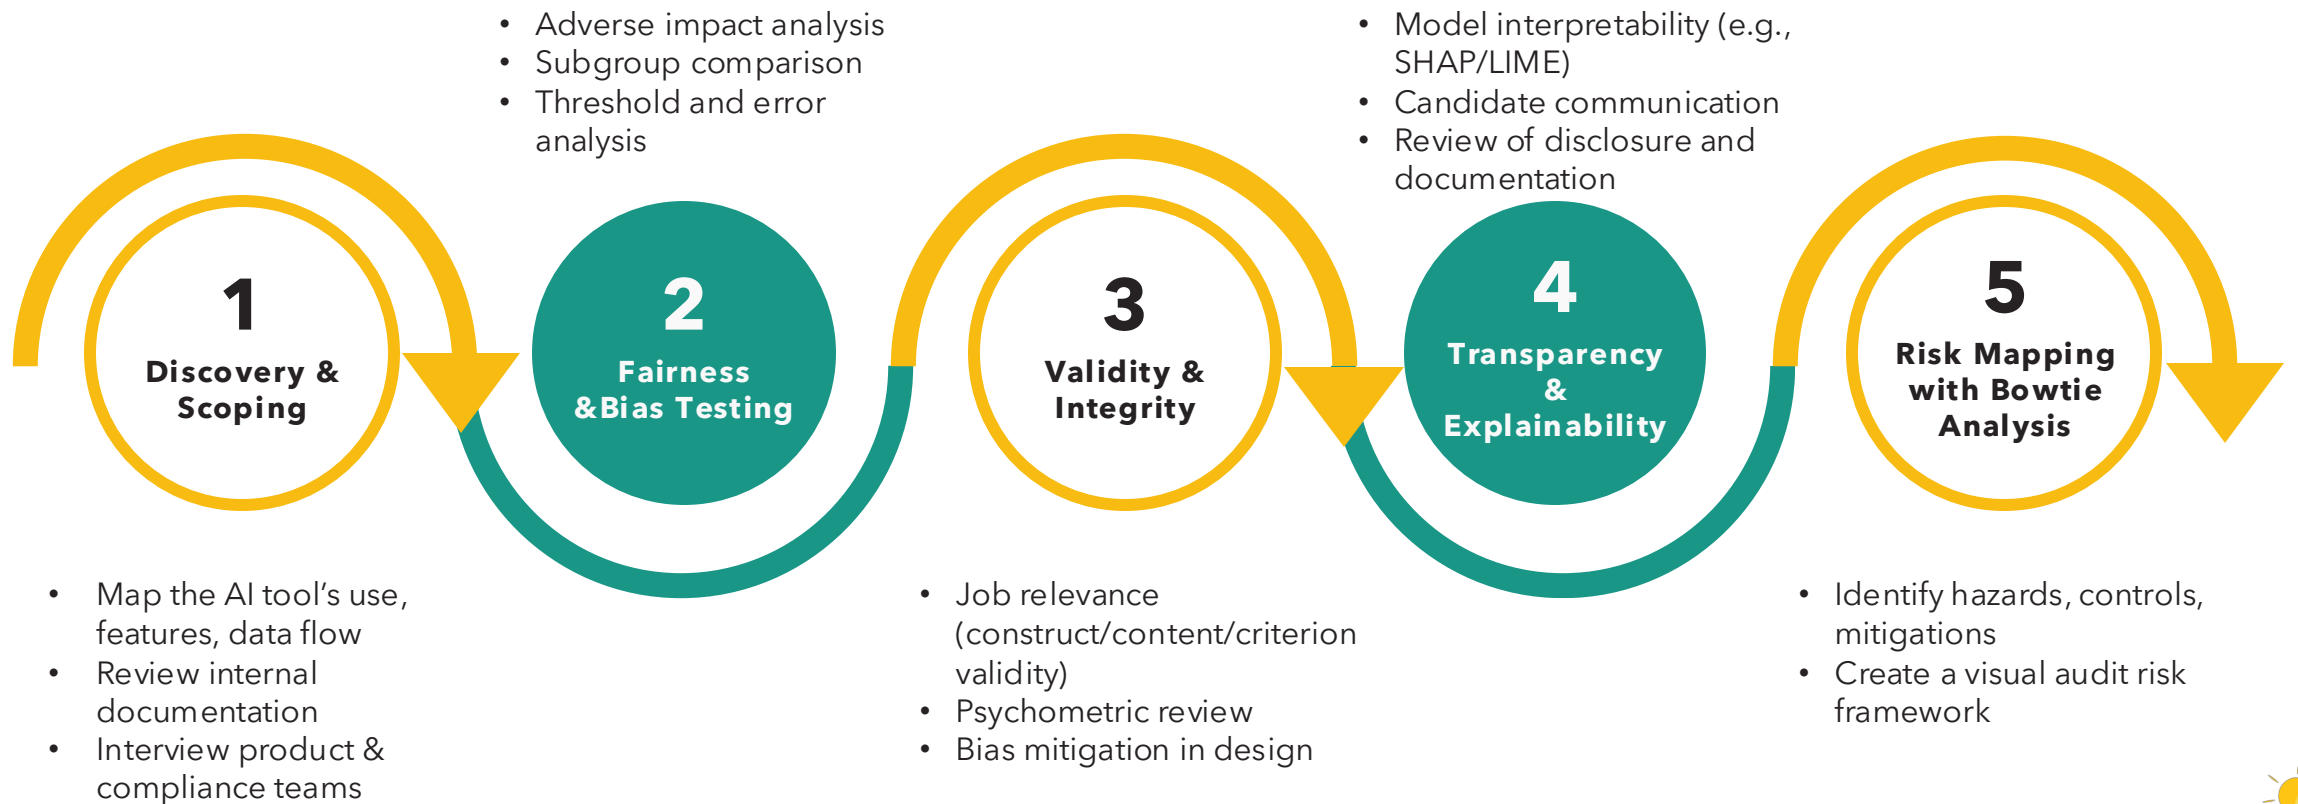 1
Discovery &
Scoping
• Map the AI tool's use,
features, data flow
• Review internal
documentation
• Interview product &
compliance teams
• Adverse impact analysis
• Subgroup comparison
• Threshold and error
analysis
2
Fairness
&Bias Testing
3
Validity &
Integrity
• Job relevance
(construct/content/criterion
validity)
• Psychometric review
• Bias mitigation in design
• Model interpretability (e.g.,
SHAP/LIME)
• Candidate communication
• Review of disclosure and
documentation
4
Transparency
&
Explainability
5
Risk Mapping
with Bowtie
Analysis
• Identify hazards, controls,
mitigations
• Create a visual audit risk
framework